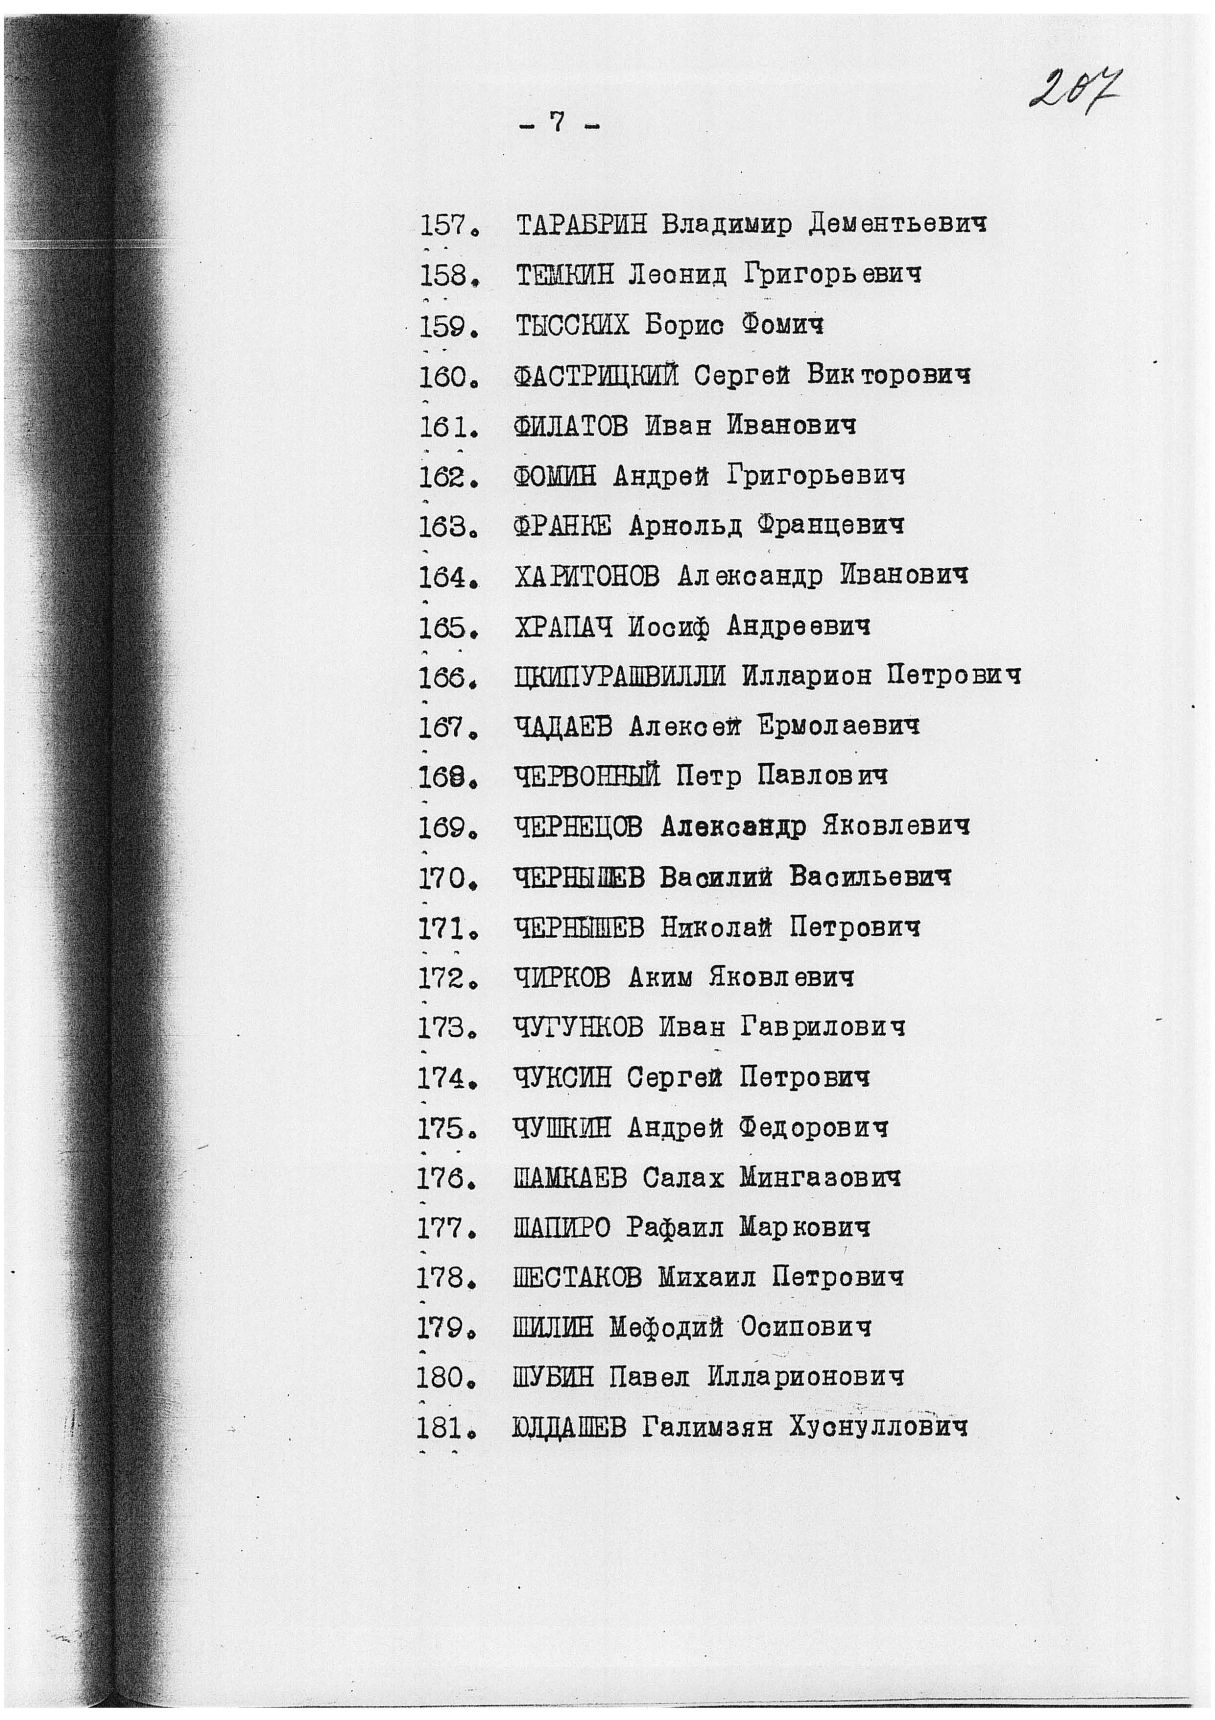 207
- 7 -
157. ТАРАБРИН Владимир Дементьевич
158. ТЕМКИН Леонид Григорьевич
159. ТЫССКИХ Борис Фомич
160. ФАСТРИЦКИЙ Сергей Викторович
161. ФИЛАТОВ Иван Иванович
162. ФОМИН Андрей Григорьевич
163. ФРАНКЕ Арнольд Францевич
164. ХАРИТОНОВ Александр Иванович
165. ХРАПАЧ Иосиф Андреевич
166. ЦКИПУРАШВИЛЛИ Илларион Петрович
167. ЧАДАЕВ Алексей Ермолаевич
168. ЧЕРВОННЫЙ Петр Павлович
169. ЧЕРНЕЦОВ Александр Яковлевич
170. ЧЕРНЫШЕВ Василий Васильевич
171. ЧЕРНЫШЕВ Николай Петрович
172. ЧИРКОВ Аким Яковлевич
173. ЧУГУНКОВ Иван Гаврилович
174. ЧУКСИН Сергей Петрович
175. ЧУШКИН Андрей Федорович
176. ШАМКАЕВ Салах Мингазович
177. ШАПИРО Рафаил Маркович
178. ШЕСТАКОВ Михаил Петрович
179. ШИЛИН Мефодий Осипович
180. ШУБИН Павел Илларионович
181. ЮЛДАШЕВ Галимзян Хуснуллович